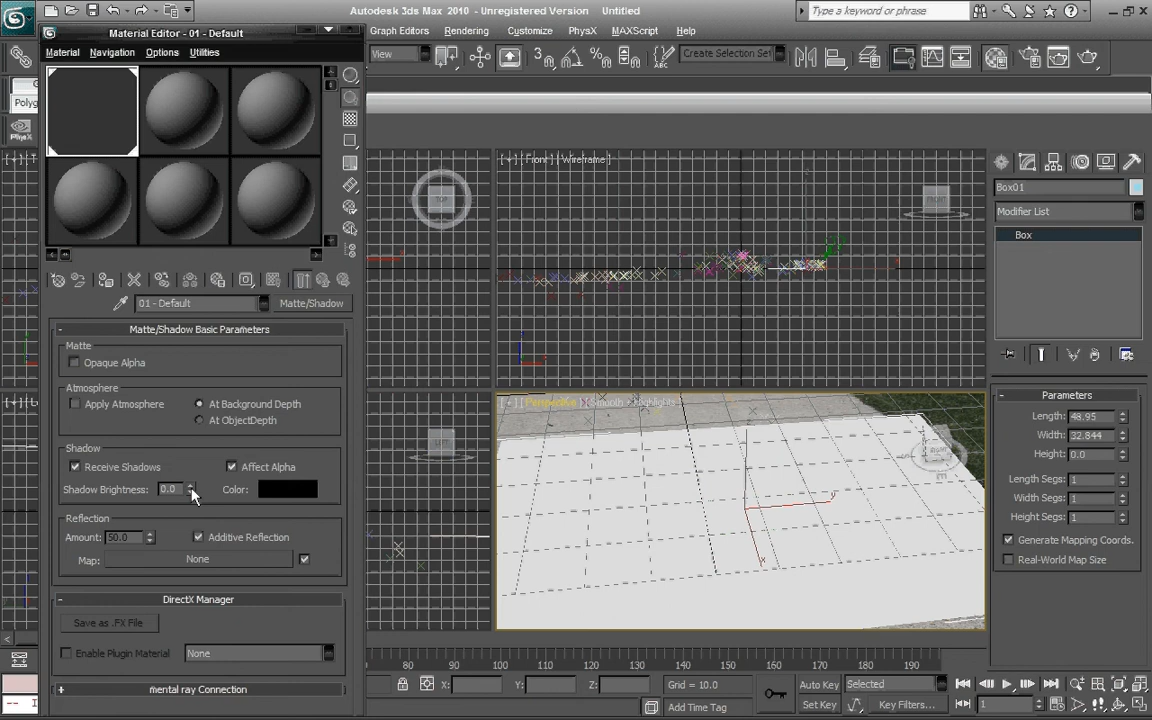 Autodesk 3ds Max 2010 - Unregistered Version Untitled
Type a keyword or phrase
Material Editor - 01 - Default
Graph Editors Rendering Customize PhysX MAXScript Help
Material Navigation Options Utilities
View
Create Selection Set
Polyg
PhysX
[ + ] [ Front ] [ Wireframe ]
TOP
Box01
Modifier List
Box
01 - Default
Matte/Shadow
Matte/Shadow Basic Parameters
Matte
Opaque Alpha
Atmosphere
Apply Atmosphere
At Background Depth
At ObjectDepth
Shadow
Receive Shadows
Affect Alpha
Shadow Brightness: 0.0
Color:
Reflection
Amount: 50.0
Additive Reflection
Map: None
DirectX Manager
Save as .FX File
Enable Plugin Material
None
mental ray Connection
[ + ] [ Perspective ] [ Smooth + Highlights ]
LEFT
x
y
Parameters
Length: 48.95
Width: 32.844
Height: 0.0
Length Segs: 1
Width Segs: 1
Height Segs: 1
Generate Mapping Coords.
Real-World Map Size
80 90 100 110 120 130 140 150 160 170 180 190
X: Y: Z: Grid = 10.0
Add Time Tag
Auto Key Selected
Set Key Key Filters...
1